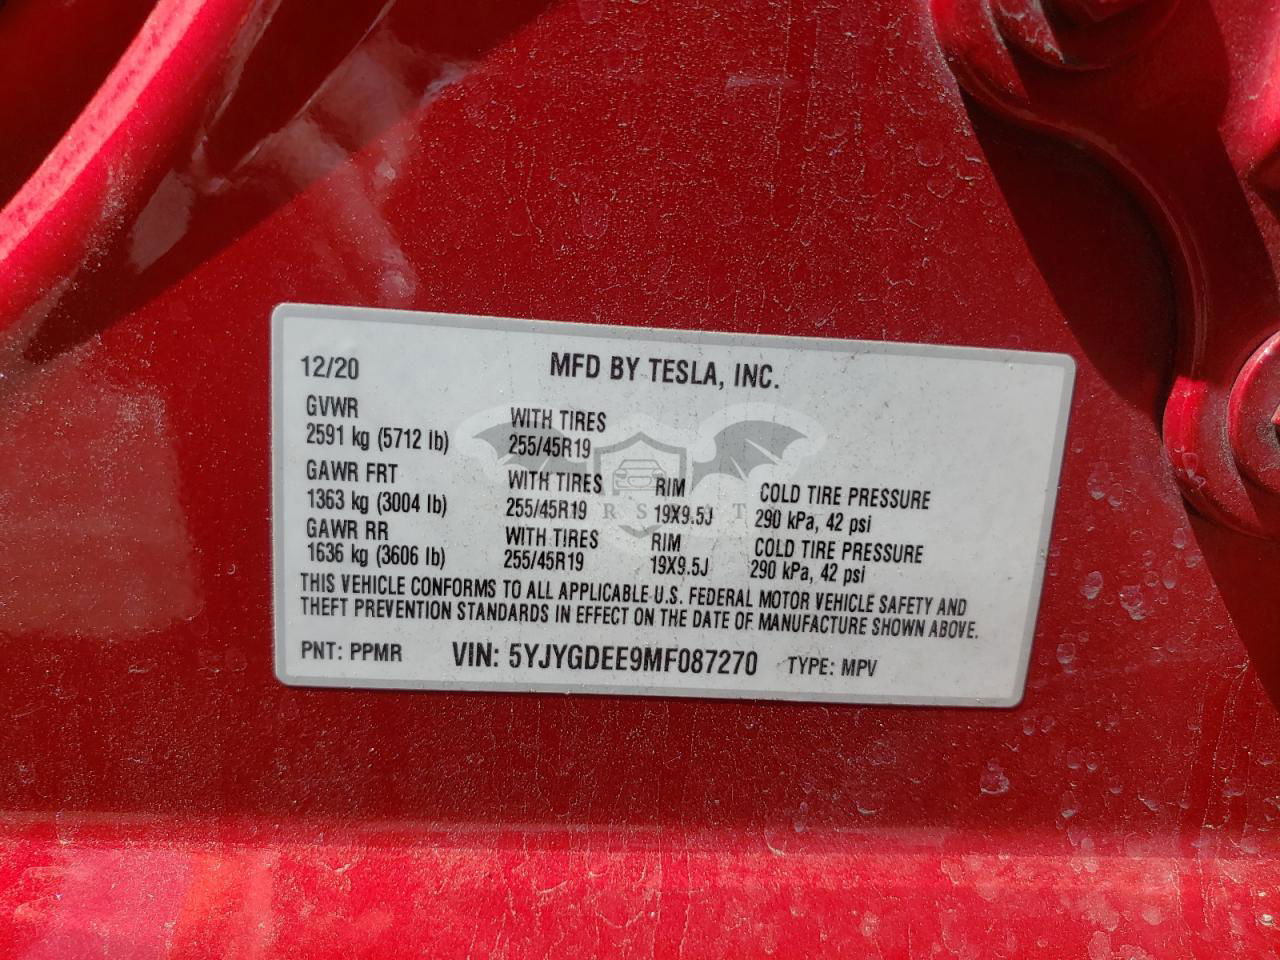 12/20 MFD BY TESLA, INC.
GVWR WITH TIRES
2591 kg (5712 lb) 255/45R19
GAWR FRT WITH TIRES RIM COLD TIRE PRESSURE
1363 kg (3004 lb) 255/45R19 19X9.5J 290 kPa, 42 psi
GAWR RR WITH TIRES RIM COLD TIRE PRESSURE
1636 kg (3606 lb) 255/45R19 19X9.5J 290 kPa, 42 psi
THIS VEHICLE CONFORMS TO ALL APPLICABLE U.S. FEDERAL MOTOR VEHICLE SAFETY AND
THEFT PREVENTION STANDARDS IN EFFECT ON THE DATE OF MANUFACTURE SHOWN ABOVE.
PNT: PPMR VIN: 5YJYGDEE9MF087270 TYPE: MPV